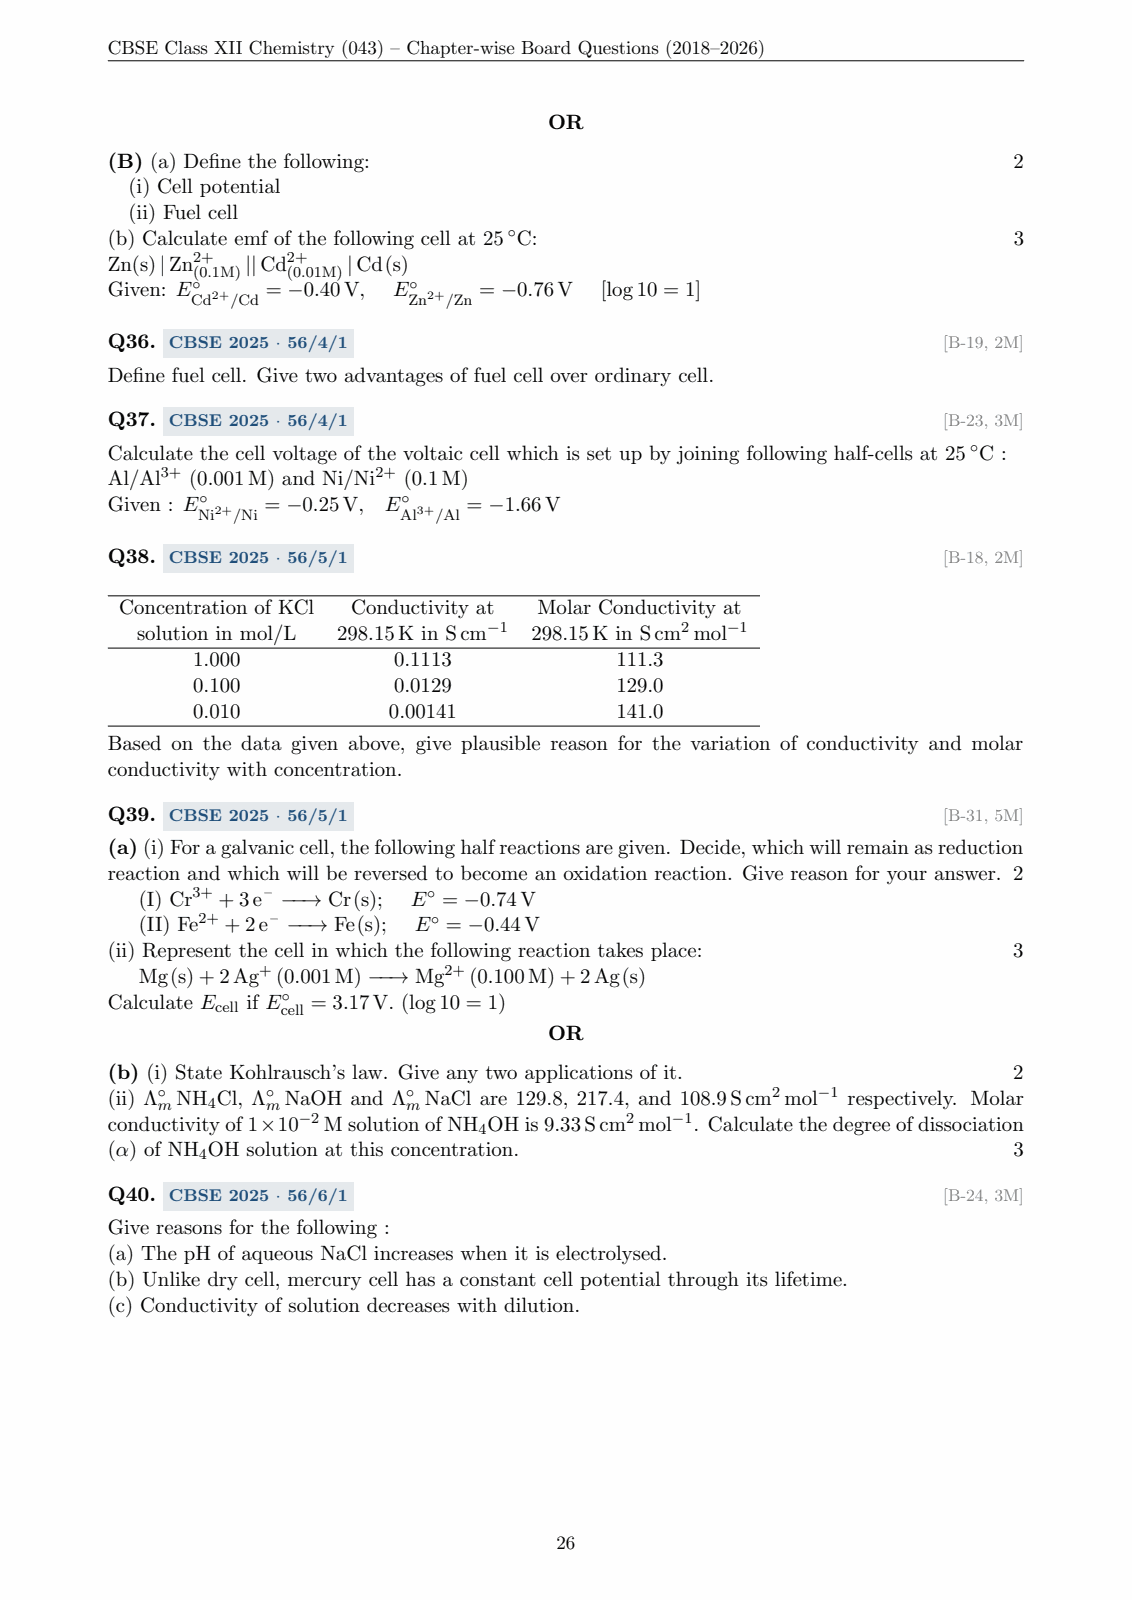 CBSE Class XII Chemistry (043) – Chapter-wise Board Questions (2018–2026)
OR
(B) (a) Define the following: 2
(i) Cell potential
(ii) Fuel cell
(b) Calculate emf of the following cell at 25 °C: 3
Zn(s) | Zn²⁺(0.1M) || Cd²⁺(0.01M) | Cd(s)
Given: E°Cd²⁺/Cd = −0.40 V, E°Zn²⁺/Zn = −0.76 V [log 10 = 1]
Q36. CBSE 2025 · 56/4/1 [B-19, 2M]
Define fuel cell. Give two advantages of fuel cell over ordinary cell.
Q37. CBSE 2025 · 56/4/1 [B-23, 3M]
Calculate the cell voltage of the voltaic cell which is set up by joining following half-cells at 25 °C :
Al/Al³⁺ (0.001 M) and Ni/Ni²⁺ (0.1 M)
Given : E°Ni²⁺/Ni = −0.25 V, E°Al³⁺/Al = −1.66 V
Q38. CBSE 2025 · 56/5/1 [B-18, 2M]
Concentration of KCl Conductivity at Molar Conductivity at
solution in mol/L 298.15 K in S cm⁻¹ 298.15 K in S cm² mol⁻¹
1.000 0.1113 111.3
0.100 0.0129 129.0
0.010 0.00141 141.0
Based on the data given above, give plausible reason for the variation of conductivity and molar
conductivity with concentration.
Q39. CBSE 2025 · 56/5/1 [B-31, 5M]
(a) (i) For a galvanic cell, the following half reactions are given. Decide, which will remain as reduction
reaction and which will be reversed to become an oxidation reaction. Give reason for your answer. 2
(I) Cr³⁺ + 3 e⁻ ⟶ Cr(s); E° = −0.74 V
(II) Fe²⁺ + 2 e⁻ ⟶ Fe(s); E° = −0.44 V
(ii) Represent the cell in which the following reaction takes place: 3
Mg(s) + 2 Ag⁺ (0.001 M) ⟶ Mg²⁺ (0.100 M) + 2 Ag(s)
Calculate Ecell if E°cell = 3.17 V. (log 10 = 1)
OR
(b) (i) State Kohlrausch's law. Give any two applications of it. 2
(ii) Λ°m NH₄Cl, Λ°m NaOH and Λ°m NaCl are 129.8, 217.4, and 108.9 S cm² mol⁻¹ respectively. Molar
conductivity of 1×10⁻² M solution of NH₄OH is 9.33 S cm² mol⁻¹. Calculate the degree of dissociation
(α) of NH₄OH solution at this concentration. 3
Q40. CBSE 2025 · 56/6/1 [B-24, 3M]
Give reasons for the following :
(a) The pH of aqueous NaCl increases when it is electrolysed.
(b) Unlike dry cell, mercury cell has a constant cell potential through its lifetime.
(c) Conductivity of solution decreases with dilution.
26